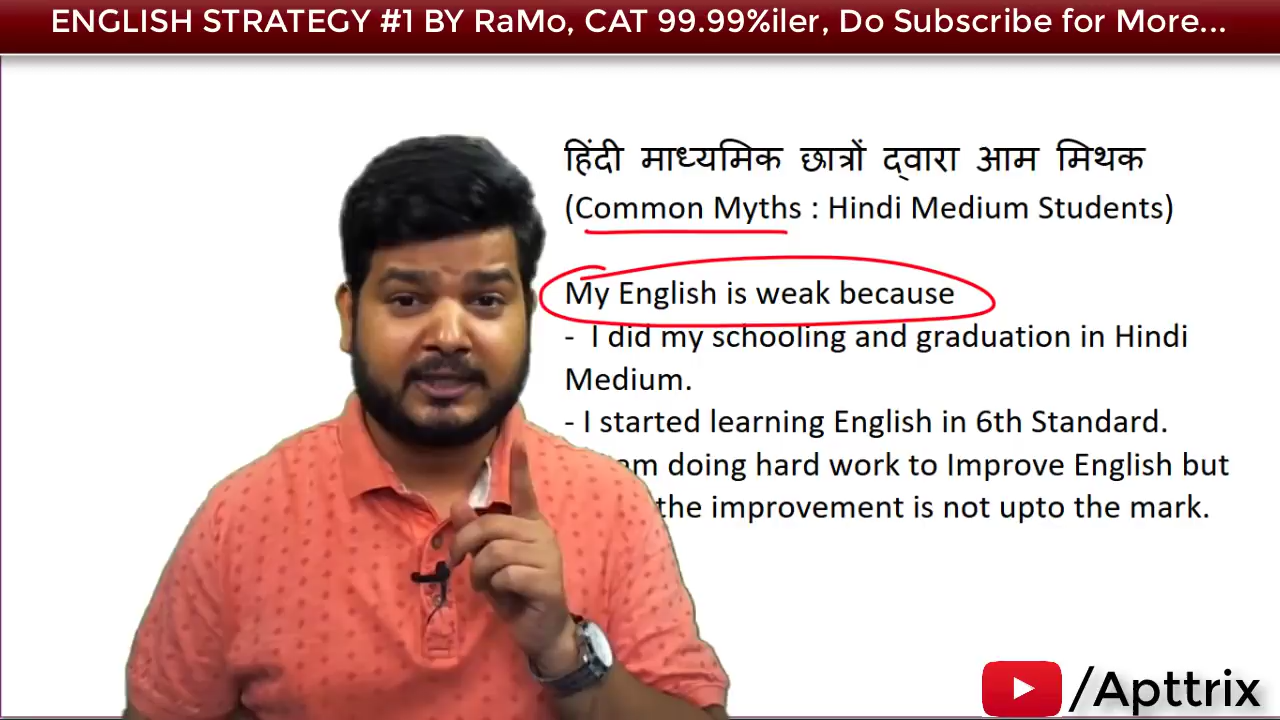 ENGLISH STRATEGY #1 BY RaMo, CAT 99.99%iler, Do Subscribe for More...
हिंदी माध्यमिक छात्रों द्वारा आम मिथक
(Common Myths : Hindi Medium Students)
My English is weak because
- I did my schooling and graduation in Hindi
Medium.
- I started learning English in 6th Standard.
am doing hard work to Improve English but
the improvement is not upto the mark.
/Apttrix